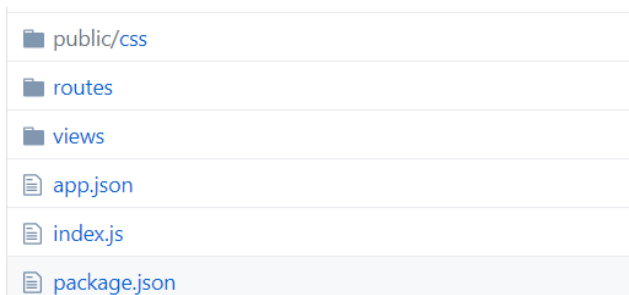 public/css
routes
views
app.json
index.js
package.json